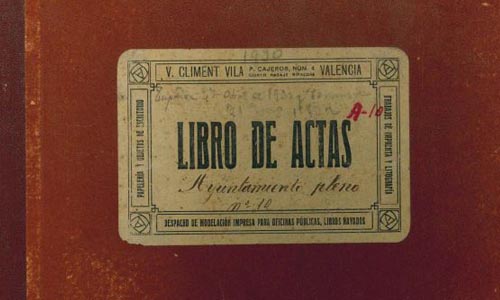 1930
V. CLIMENT VILA P. CAJEROS, NÚM. 4 VALENCIA
A-10
LIBRO DE ACTAS
Ayuntamiento pleno
nº 10
PAPELERÍA Y OBJETOS DE ESCRITORIO
TRABAJOS DE IMPRENTA Y LITOGRAFÍA
DESPACHO DE MODELACIÓN IMPRESA PARA OFICINAS PÚBLICAS, LIBROS RAYADOS